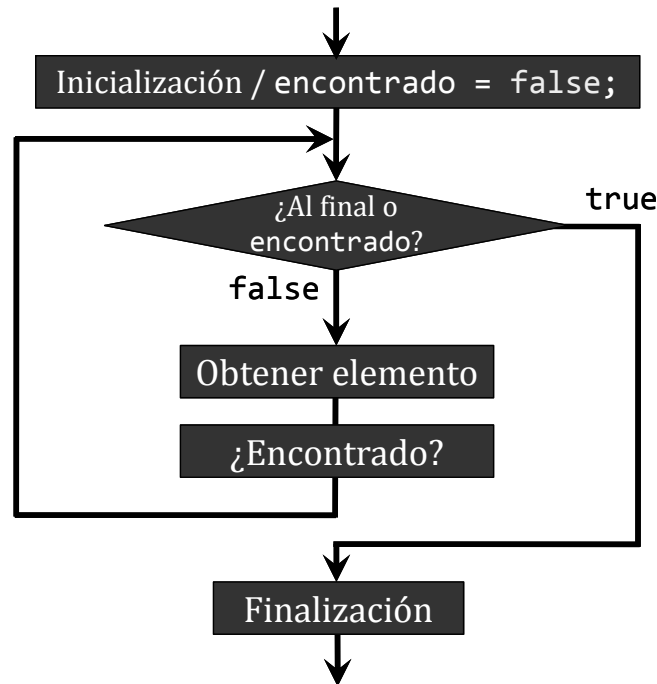 Inicialización / encontrado = false;
¿Al final o
encontrado?
true
false
Obtener elemento
¿Encontrado?
Finalización